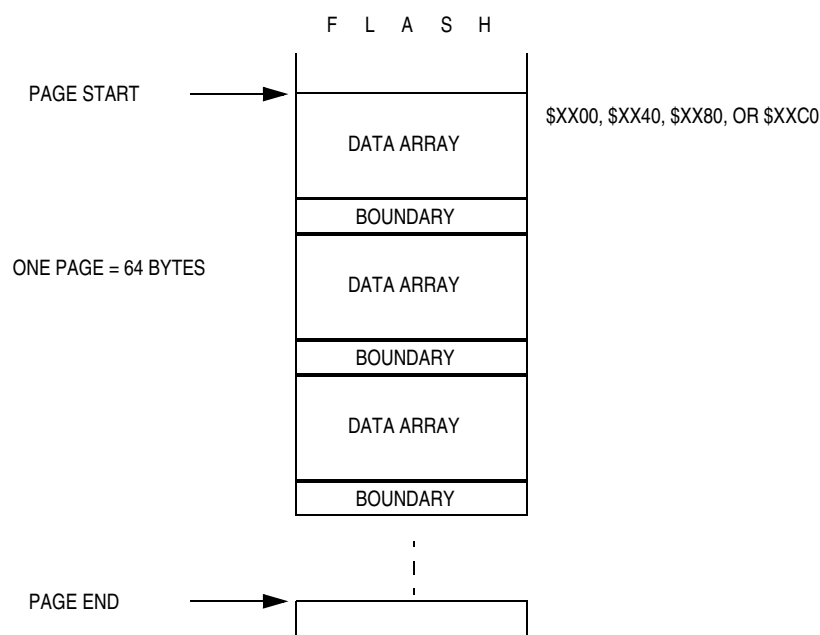 F L A S H
PAGE START
$XX00, $XX40, $XX80, OR $XXC0
DATA ARRAY
BOUNDARY
ONE PAGE = 64 BYTES
DATA ARRAY
BOUNDARY
DATA ARRAY
BOUNDARY
PAGE END